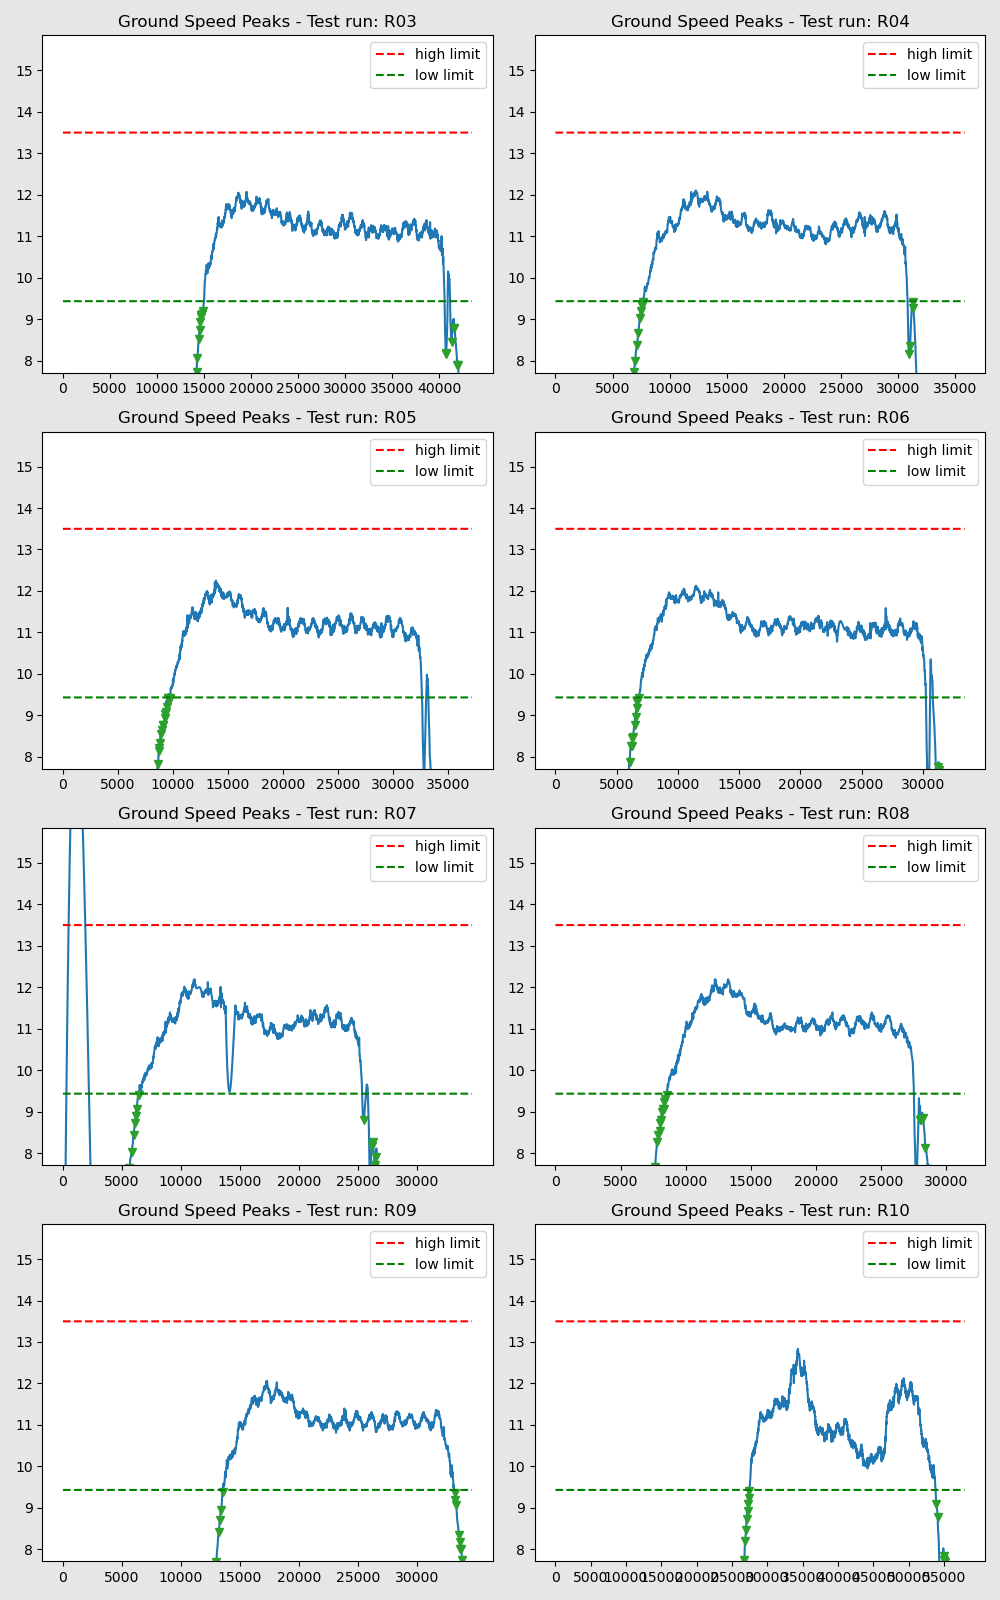 Ground Speed Peaks - Test run: R03
high limit
low limit
15
14
13
12
11
10
9
8
0 5000 10000 15000 20000 25000 30000 35000 40000
Ground Speed Peaks - Test run: R04
high limit
low limit
15
14
13
12
11
10
9
8
0 5000 10000 15000 20000 25000 30000 35000
Ground Speed Peaks - Test run: R05
high limit
low limit
15
14
13
12
11
10
9
8
0 5000 10000 15000 20000 25000 30000 35000
Ground Speed Peaks - Test run: R06
high limit
low limit
15
14
13
12
11
10
9
8
0 5000 10000 15000 20000 25000 30000
Ground Speed Peaks - Test run: R07
high limit
low limit
15
14
13
12
11
10
9
8
0 5000 10000 15000 20000 25000 30000
Ground Speed Peaks - Test run: R08
high limit
low limit
15
14
13
12
11
10
9
8
0 5000 10000 15000 20000 25000 30000
Ground Speed Peaks - Test run: R09
high limit
low limit
15
14
13
12
11
10
9
8
0 5000 10000 15000 20000 25000 30000
Ground Speed Peaks - Test run: R10
high limit
low limit
15
14
13
12
11
10
9
8
0 5000 10000 15000 20000 25000 30000 35000 40000 45000 50000 55000